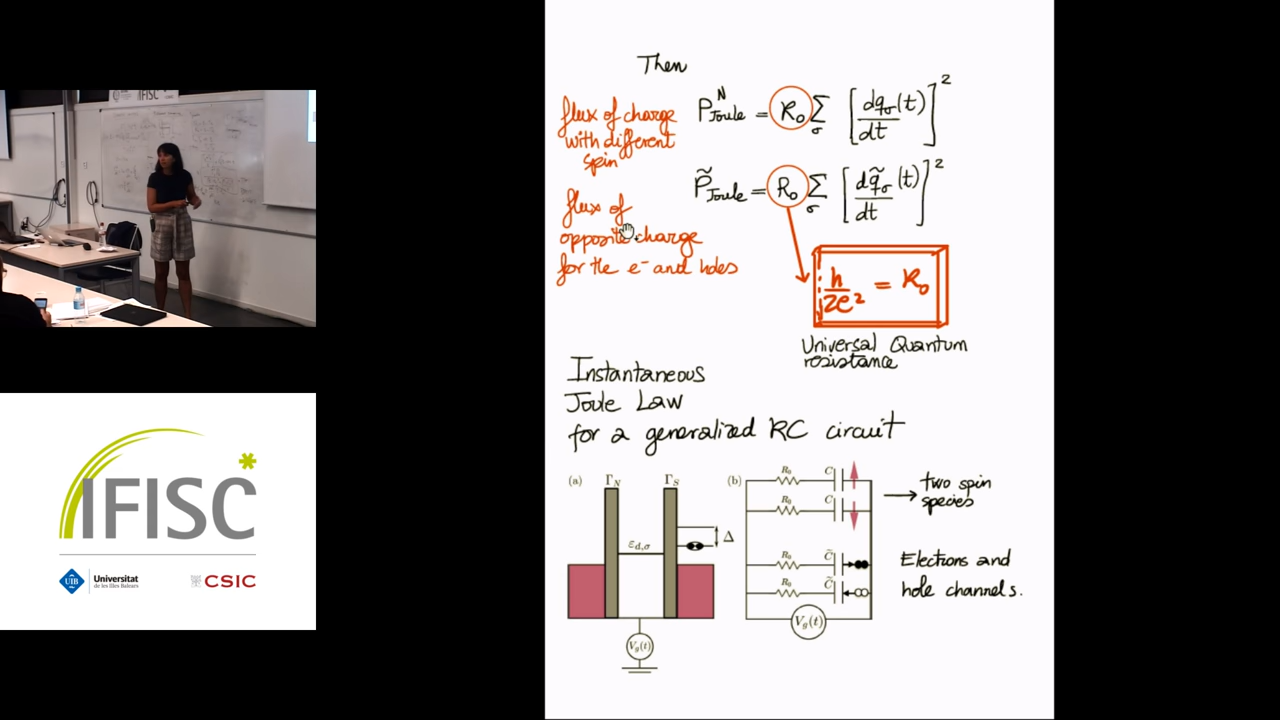 IFISC
Then
flux of charge
with different
spin
P^N_Joule = R₀ Σ_σ [dq_σ(t)/dt]²
flux of
opposite charge
for the e⁻ and holes
P̃_Joule = R₀ Σ_σ [dq̃_σ(t)/dt]²
h/2e² = R₀
Universal Quantum
resistance
Instantaneous
Joule Law
for a generalized RC circuit
(a) Γ_N Γ_S
ε_d,σ
Δ
V_g(t)
(b) R₀ C
R₀ C
R₀ C̃
R₀ C̃
V_g(t)
→ two spin
species
Elections and
hole channels.
IFISC
UIB Universitat
de les Illes Balears
CSIC